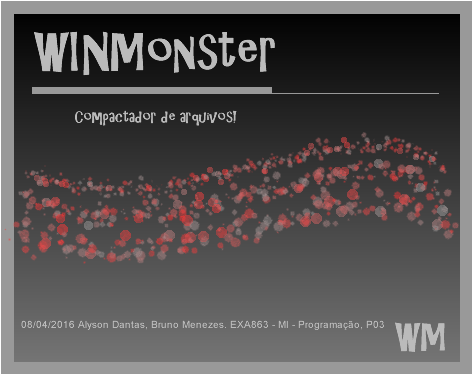 WINMonster
Compactador de arquivos!
08/04/2016 Alyson Dantas, Bruno Menezes. EXA863 - MI - Programação, P03
WM